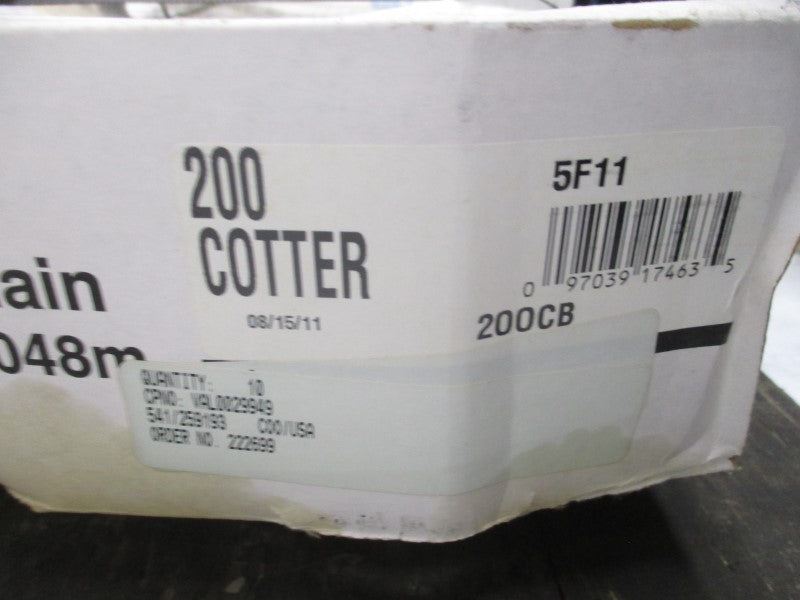 200
COTTER
08/15/11
5F11
0 97039 17463 5
200CB
ain
048m
QUANTITY: 10
CPNO: VAL0029949
541/259193 COO/USA
ORDER NO. 222699